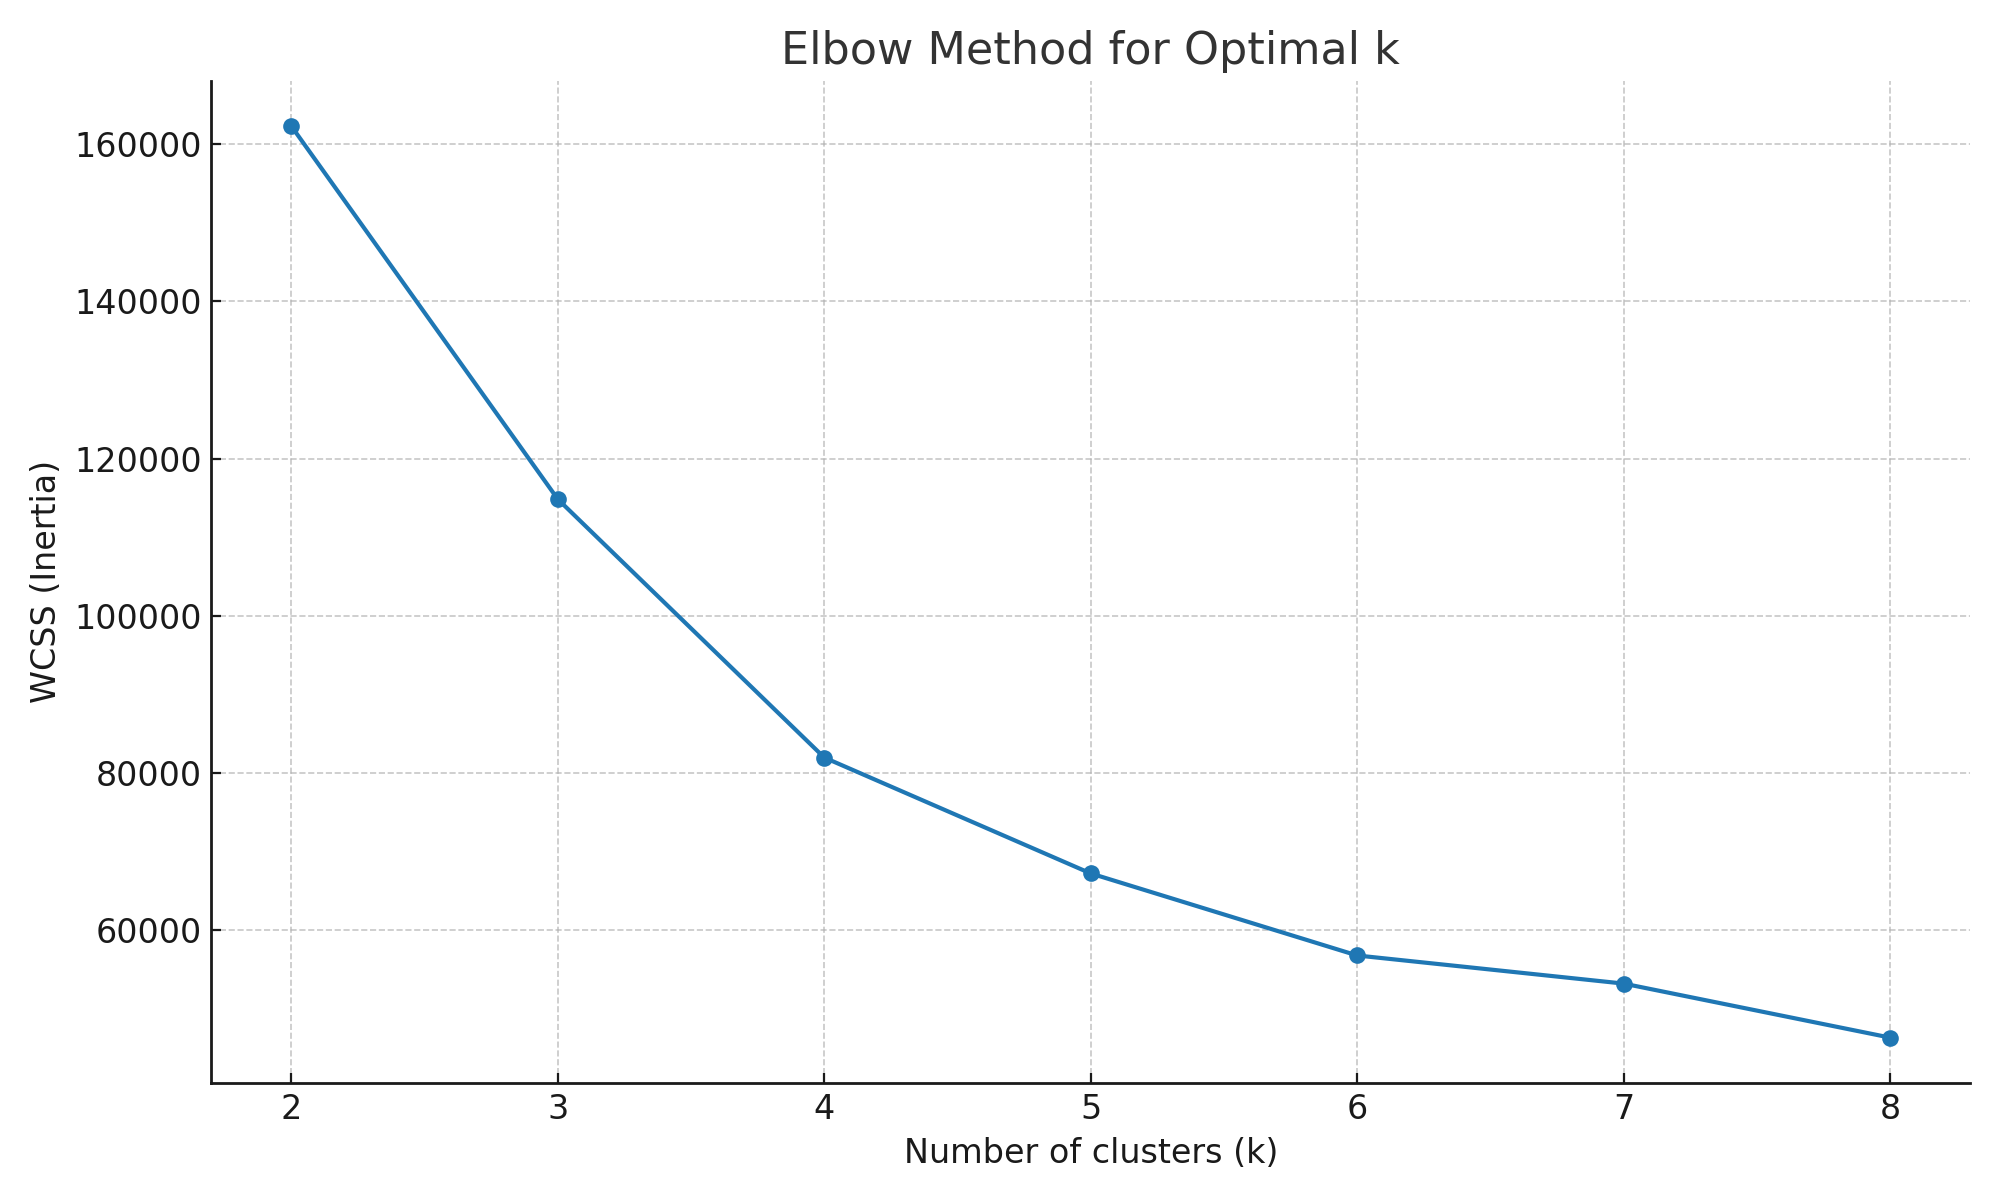 Elbow Method for Optimal k
WCSS (Inertia)
160000
140000
120000
100000
80000
60000
2 3 4 5 6 7 8
Number of clusters (k)